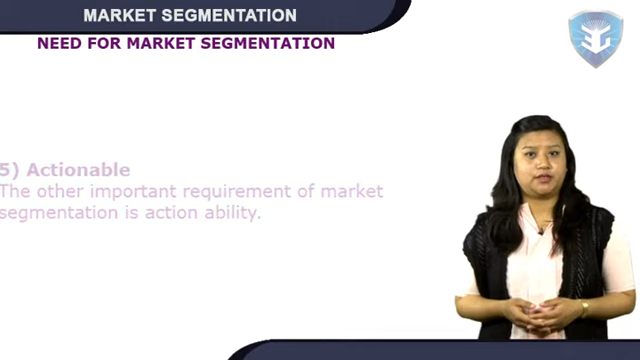 MARKET SEGMENTATION
NEED FOR MARKET SEGMENTATION
5) Actionable
The other important requirement of market
segmentation is action ability.